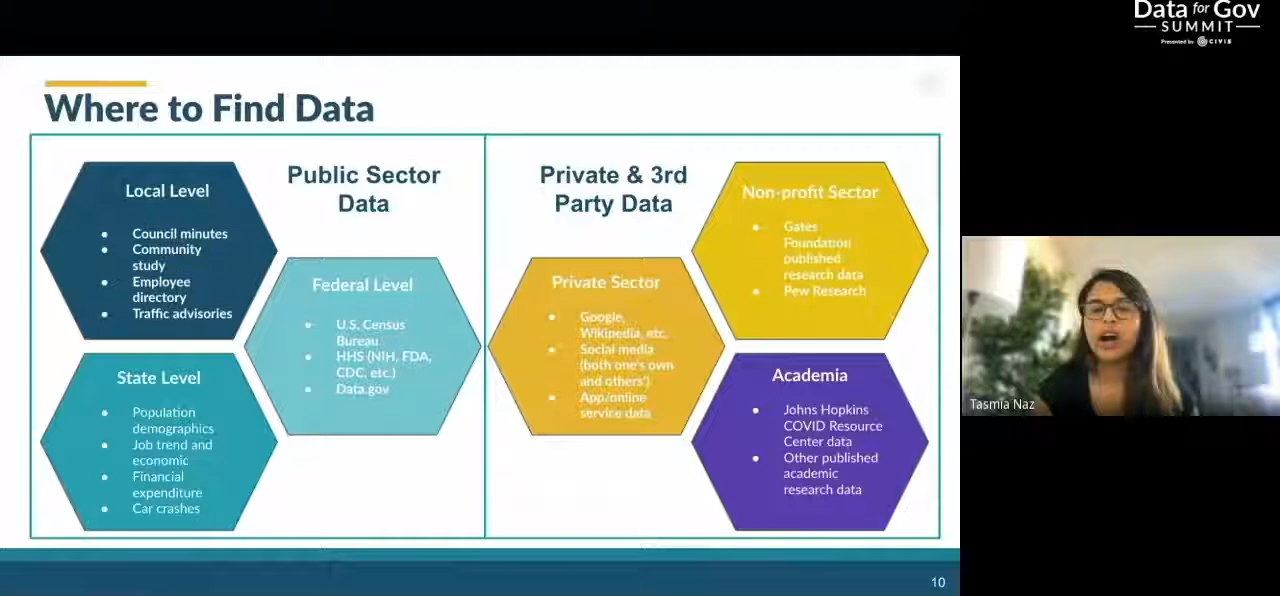 Data for Gov
SUMMIT
Presented by CIVIS
Where to Find Data
Local Level
Council minutes
Community
study
Employee
directory
Traffic advisories
Public Sector
Data
Federal Level
U.S. Census
Bureau
HHS (NIH, FDA,
CDC, etc.)
Data.gov
State Level
Population
demographics
Job trend and
economic
Financial
expenditure
Car crashes
Private & 3rd
Party Data
Private Sector
Google,
Wikipedia, etc.
Social media
(both one's own
and others')
App/online
service data
Non-profit Sector
Gates
Foundation
published
research data
Pew Research
Academia
Johns Hopkins
COVID Resource
Center data
Other published
academic
research data
10
Tasmia Naz